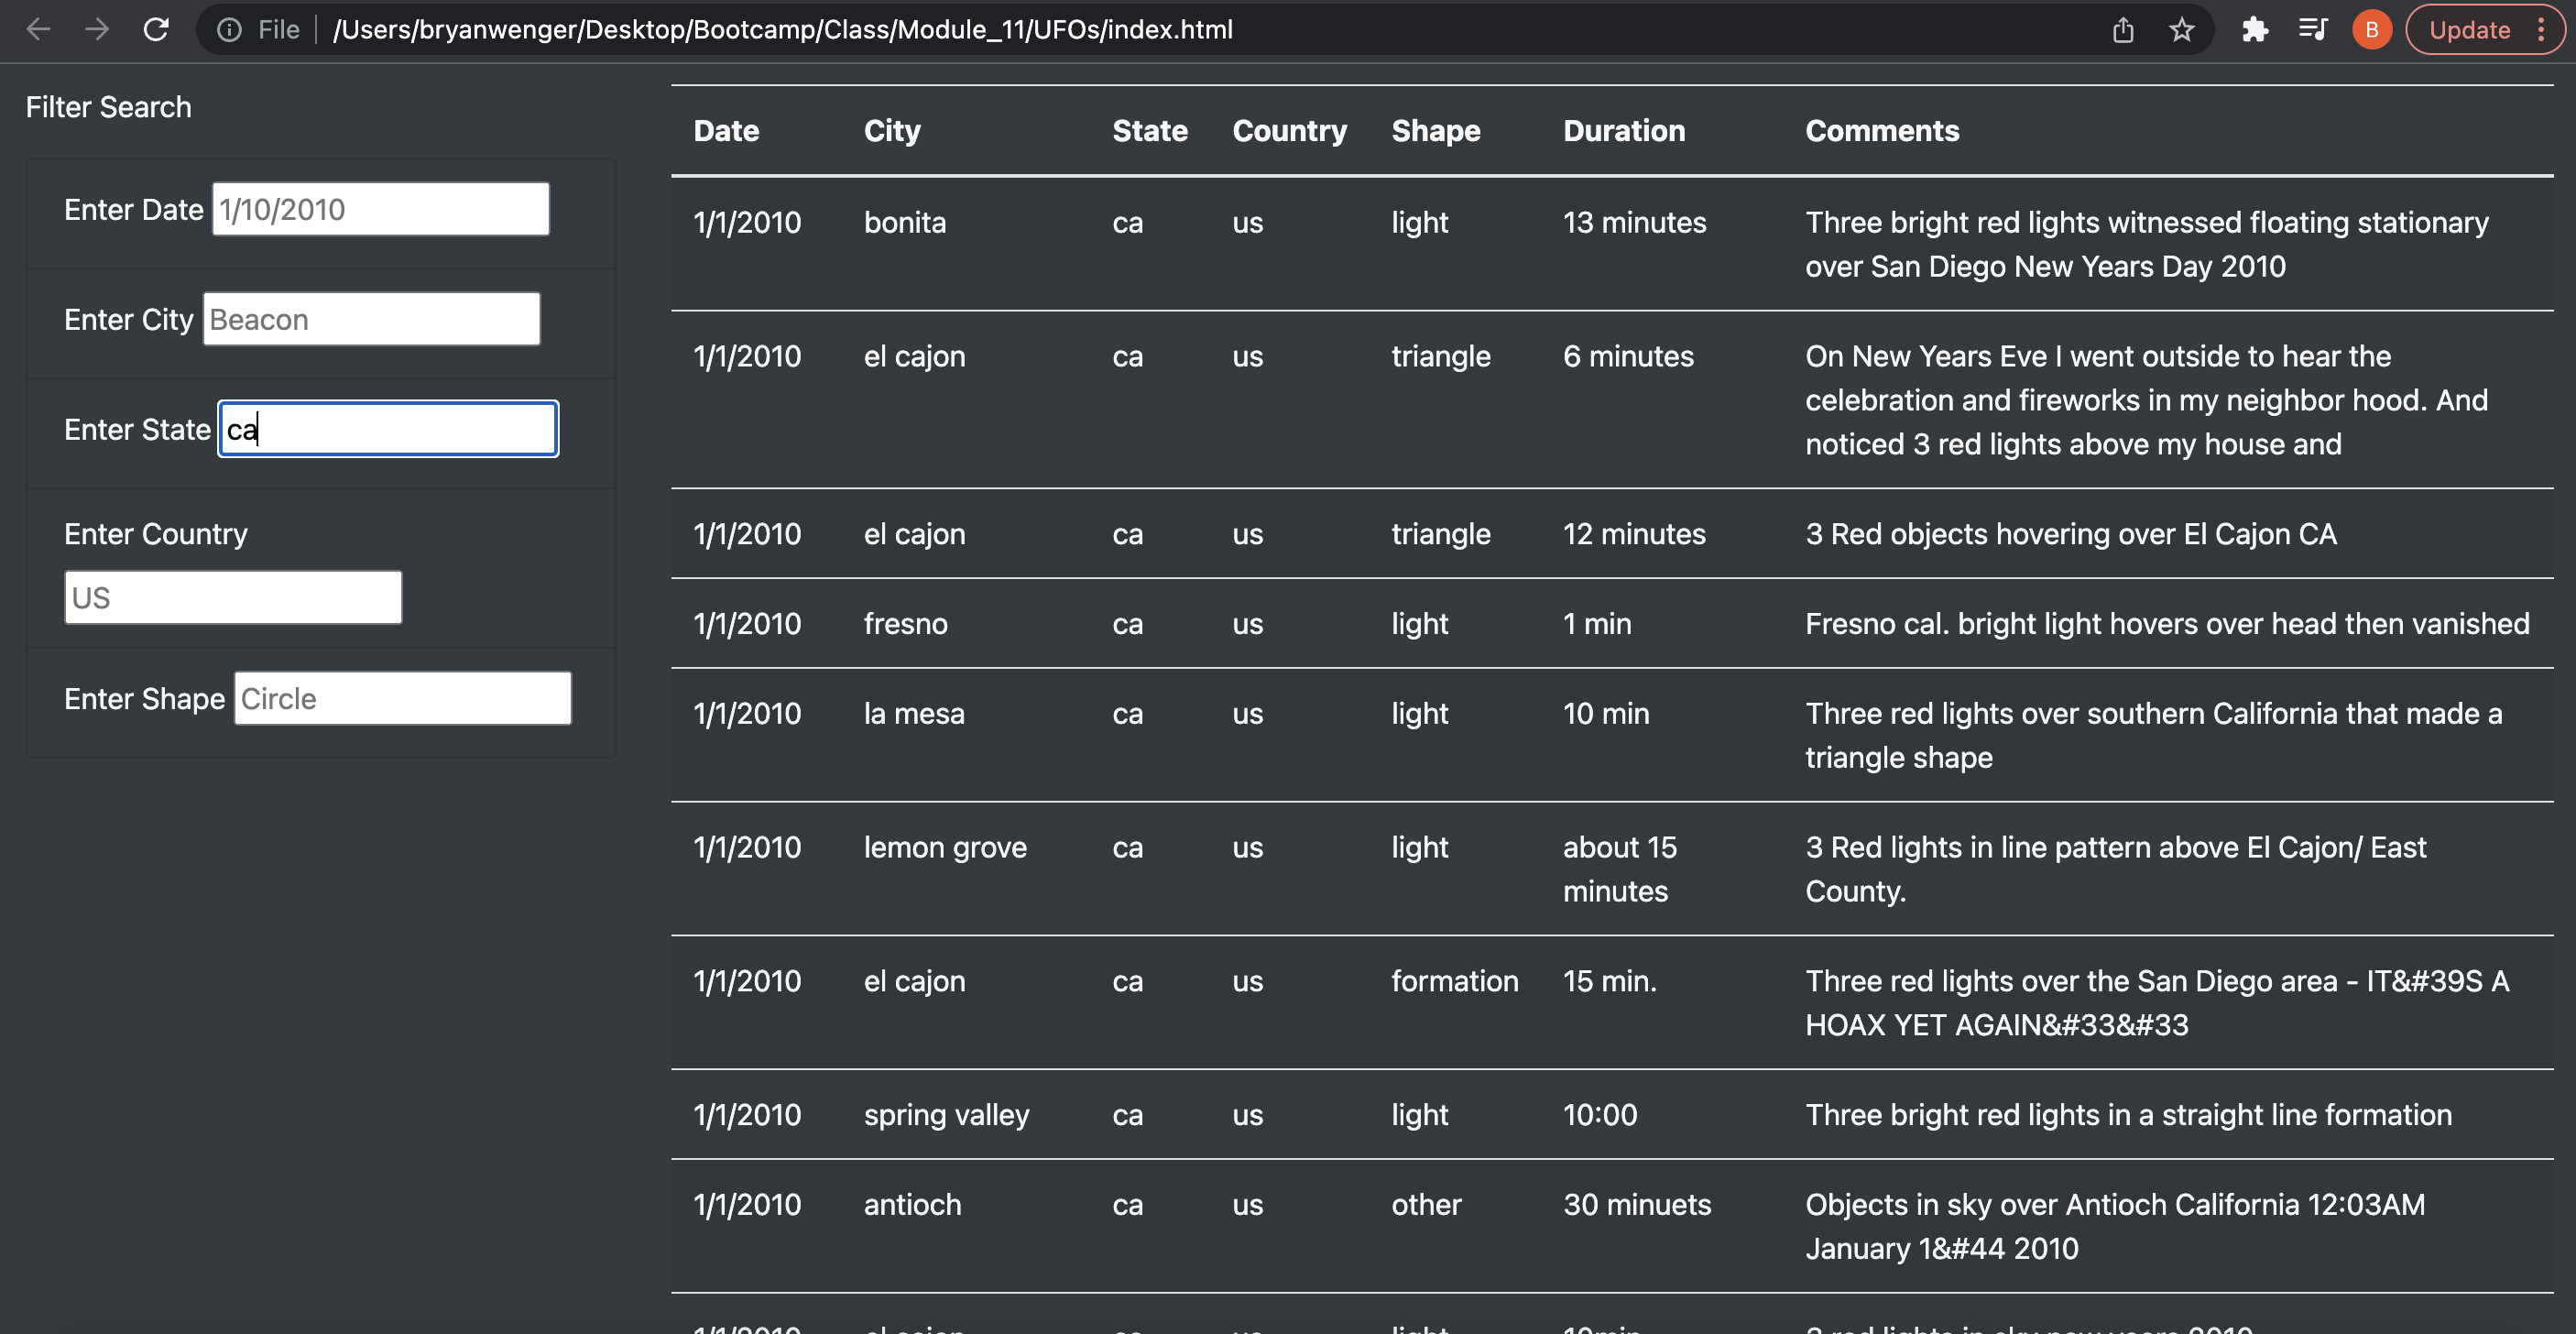 File /Users/bryanwenger/Desktop/Bootcamp/Class/Module_11/UFOs/index.html B Update
Filter Search
Enter Date 1/10/2010
Enter City Beacon
Enter State ca
Enter Country
US
Enter Shape Circle
Date City State Country Shape Duration Comments
1/1/2010 bonita ca us light 13 minutes Three bright red lights witnessed floating stationary
over San Diego New Years Day 2010
1/1/2010 el cajon ca us triangle 6 minutes On New Years Eve I went outside to hear the
celebration and fireworks in my neighbor hood. And
noticed 3 red lights above my house and
1/1/2010 el cajon ca us triangle 12 minutes 3 Red objects hovering over El Cajon CA
1/1/2010 fresno ca us light 1 min Fresno cal. bright light hovers over head then vanished
1/1/2010 la mesa ca us light 10 min Three red lights over southern California that made a
triangle shape
1/1/2010 lemon grove ca us light about 15 3 Red lights in line pattern above El Cajon/ East
minutes County.
1/1/2010 el cajon ca us formation 15 min. Three red lights over the San Diego area - IT&#39S A
HOAX YET AGAIN&#33&#33
1/1/2010 spring valley ca us light 10:00 Three bright red lights in a straight line formation
1/1/2010 antioch ca us other 30 minuets Objects in sky over Antioch California 12:03AM
January 1&#44 2010